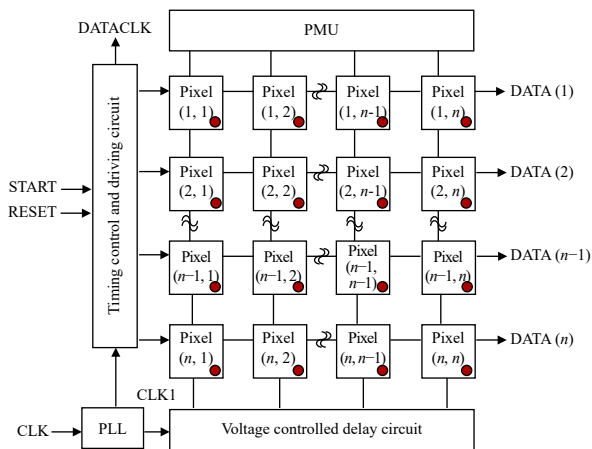 DATACLK
PMU
Timing control and driving circuit
Pixel
(1, 1)
Pixel
(1, 2)
Pixel
(1, n-1)
Pixel
(1, n)
DATA (1)
START
RESET
Pixel
(2, 1)
Pixel
(2, 2)
Pixel
(2, n-1)
Pixel
(2, n)
DATA (2)
Pixel
(n−1, 1)
Pixel
(n−1, 2)
Pixel
(n−1,
n−1)
Pixel
(n−1, n)
DATA (n−1)
Pixel
(n, 1)
Pixel
(n, 2)
Pixel
(n, n−1)
Pixel
(n, n)
DATA (n)
CLK1
CLK
PLL
Voltage controlled delay circuit